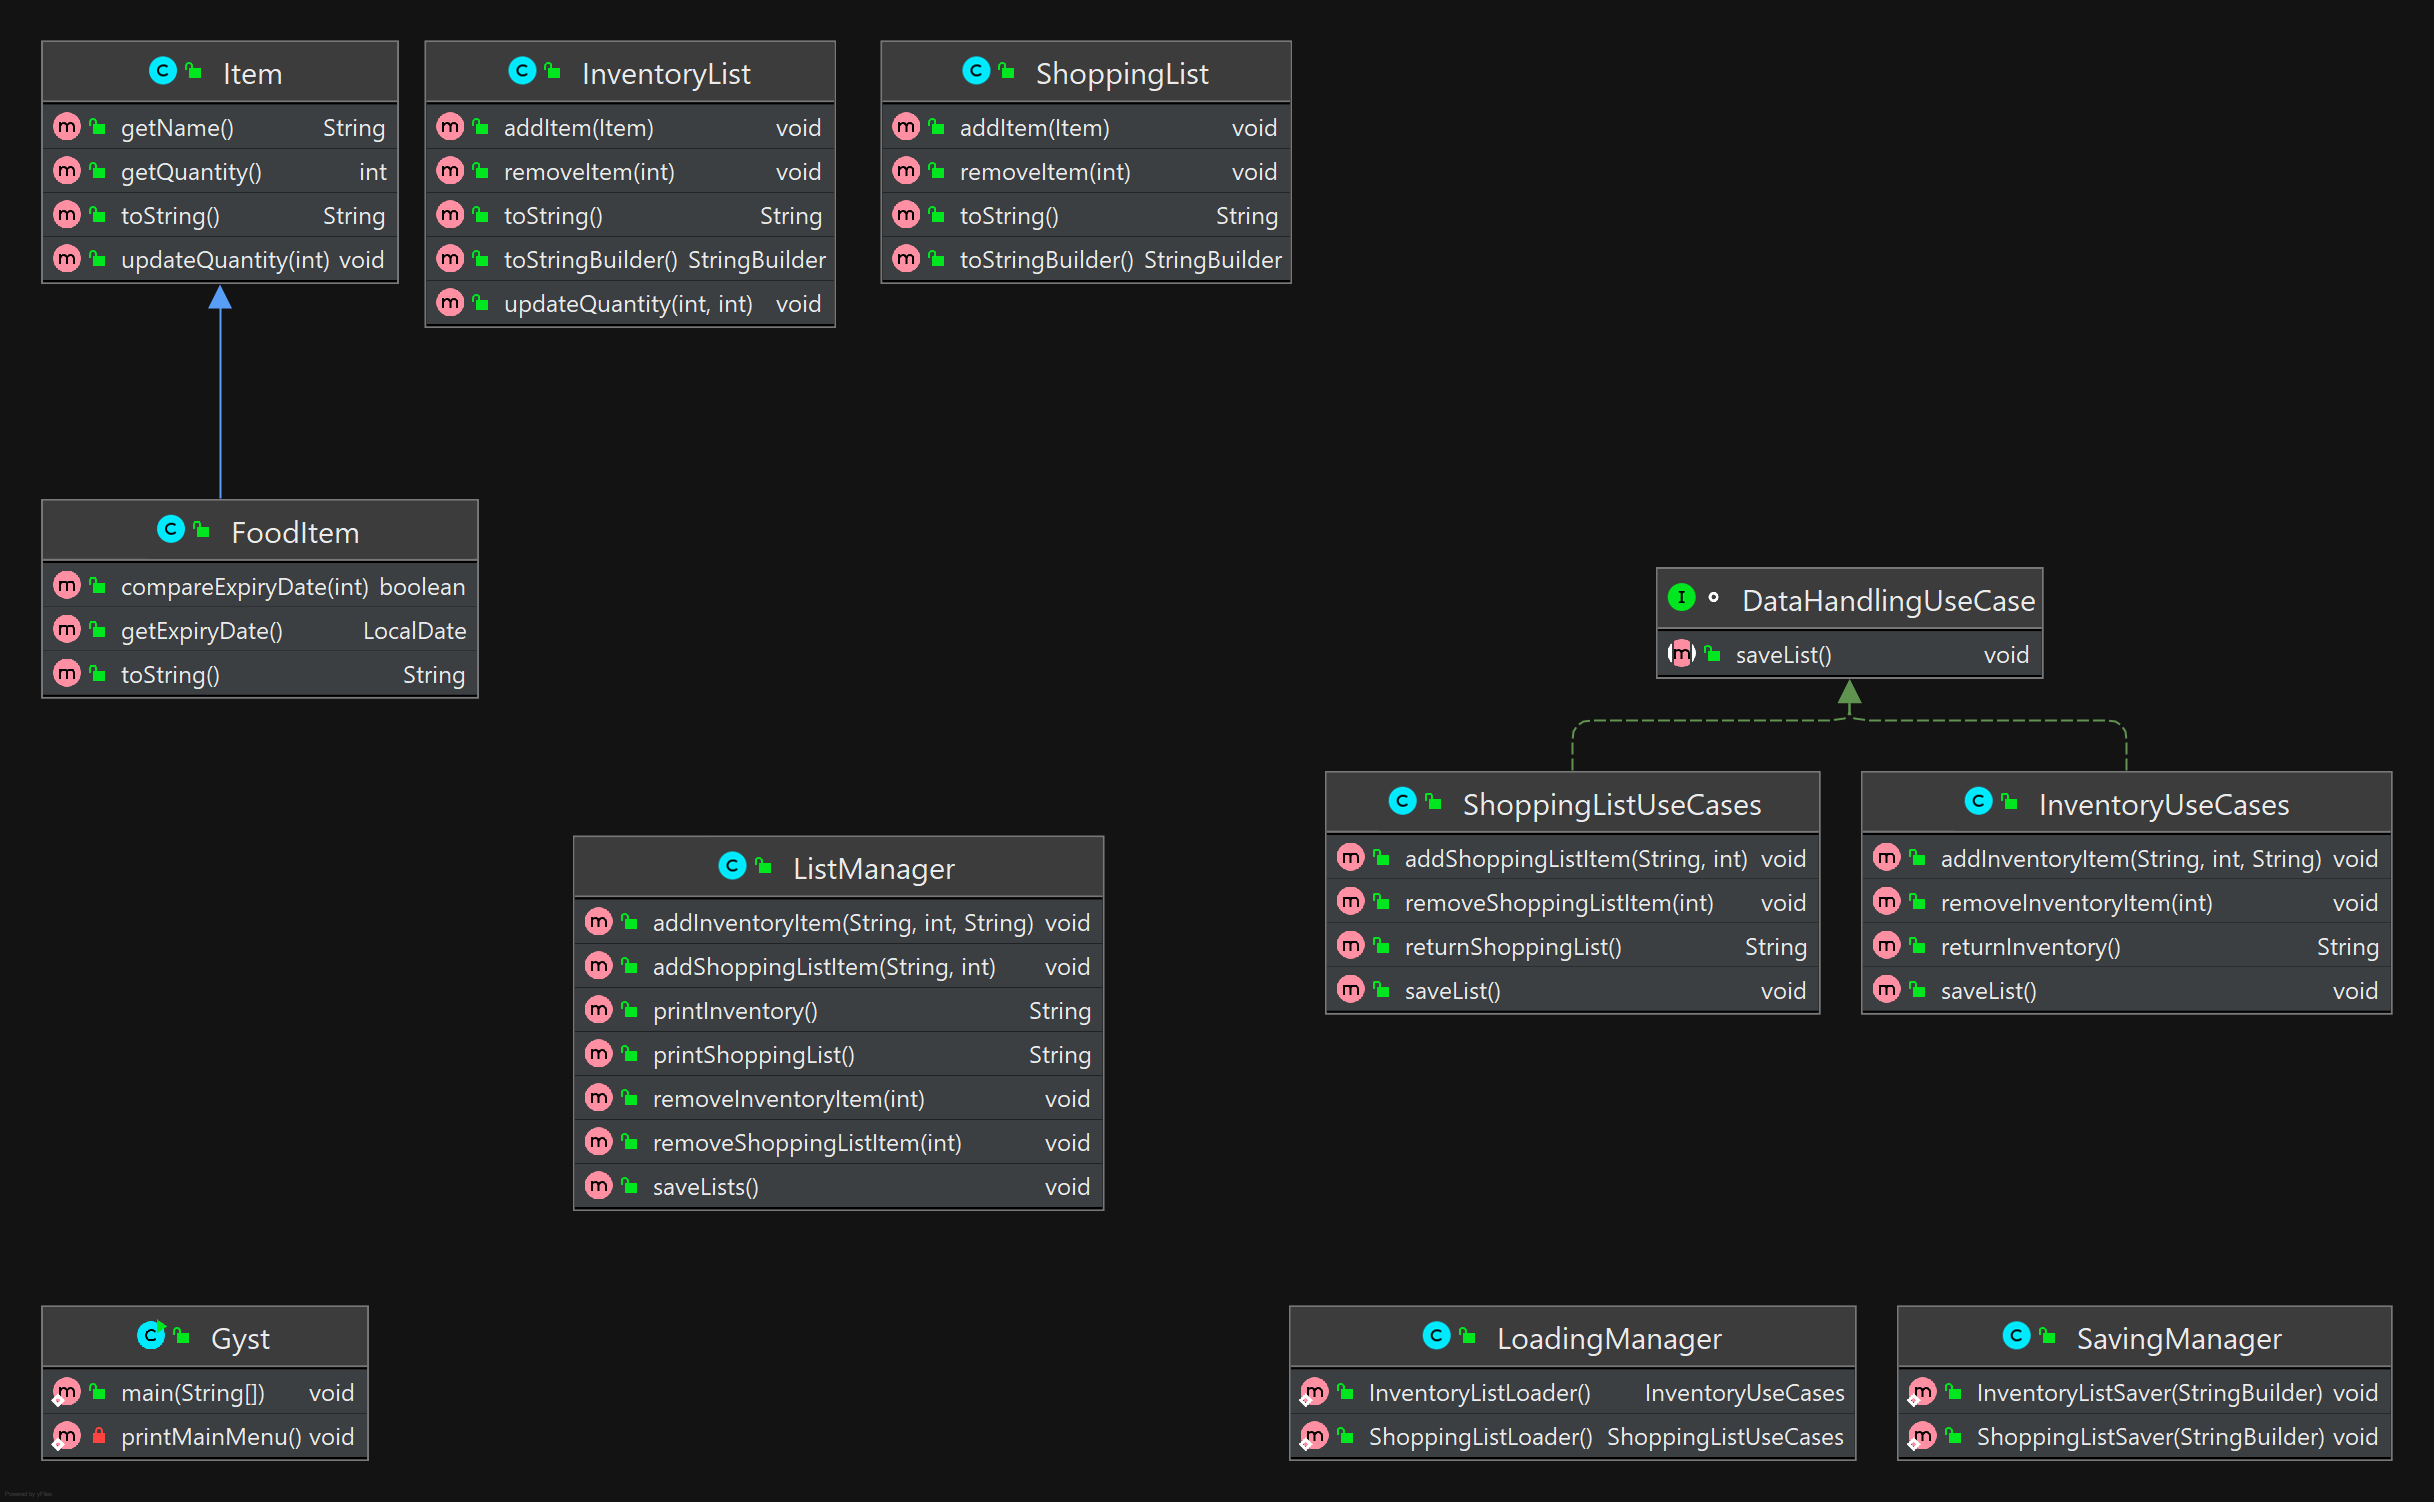 Item
getName() String
getQuantity() int
toString() String
updateQuantity(int) void
InventoryList
addItem(Item) void
removeItem(int) void
toString() String
toStringBuilder() StringBuilder
updateQuantity(int, int) void
ShoppingList
addItem(Item) void
removeItem(int) void
toString() String
toStringBuilder() StringBuilder
FoodItem
compareExpiryDate(int) boolean
getExpiryDate() LocalDate
toString() String
DataHandlingUseCase
saveList() void
ShoppingListUseCases
addShoppingListItem(String, int) void
removeShoppingListItem(int) void
returnShoppingList() String
saveList() void
InventoryUseCases
addInventoryItem(String, int, String) void
removeInventoryItem(int) void
returnInventory() String
saveList() void
ListManager
addInventoryItem(String, int, String) void
addShoppingListItem(String, int) void
printInventory() String
printShoppingList() String
removeInventoryItem(int) void
removeShoppingListItem(int) void
saveLists() void
Gyst
main(String[]) void
printMainMenu() void
LoadingManager
InventoryListLoader() InventoryUseCases
ShoppingListLoader() ShoppingListUseCases
SavingManager
InventoryListSaver(StringBuilder) void
ShoppingListSaver(StringBuilder) void
Powered by yFiles